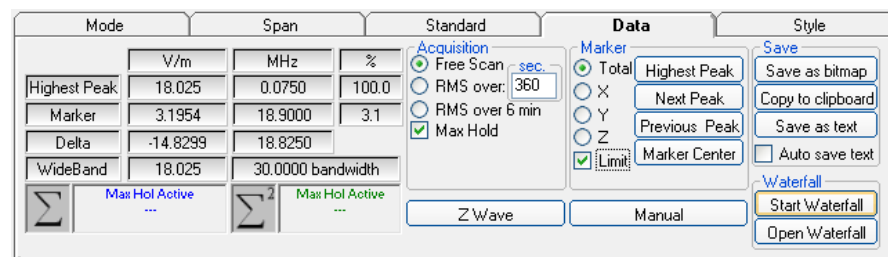 Mode Span Standard Data Style
V/m MHz %
Highest Peak 18.025 0.0750 100.0
Marker 3.1954 18.9000 3.1
Delta -14.8299 18.8250
WideBand 18.025 30.0000 bandwidth
Σ Max Hol Active
---
Σ2 Max Hol Active
---
Acquisition
Free Scan sec.
RMS over: 360
RMS over 6 min
Max Hold
Z Wave
Marker
Total
X
Y
Z
Limit
Highest Peak
Next Peak
Previous Peak
Marker Center
Manual
Save
Save as bitmap
Copy to clipboard
Save as text
Auto save text
Waterfall
Start Waterfall
Open Waterfall